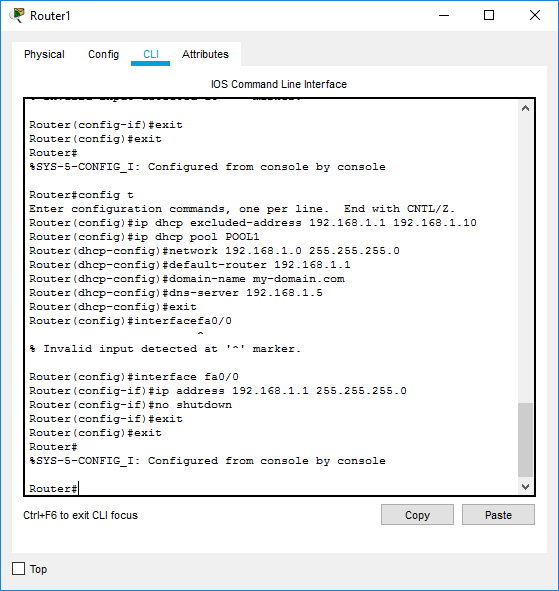 Router1
Physical Config CLI Attributes
IOS Command Line Interface
Router(config-if)#exit
Router(config)#exit
Router#
%SYS-5-CONFIG_I: Configured from console by console
Router#config t
Enter configuration commands, one per line.  End with CNTL/Z.
Router(config)#ip dhcp excluded-address 192.168.1.1 192.168.1.10
Router(config)#ip dhcp pool POOL1
Router(dhcp-config)#network 192.168.1.0 255.255.255.0
Router(dhcp-config)#default-router 192.168.1.1
Router(dhcp-config)#domain-name my-domain.com
Router(dhcp-config)#dns-server 192.168.1.5
Router(dhcp-config)#exit
Router(config)#interfacefa0/0
^
% Invalid input detected at '^' marker.
Router(config)#interface fa0/0
Router(config-if)#ip address 192.168.1.1 255.255.255.0
Router(config-if)#no shutdown
Router(config-if)#exit
Router(config)#exit
Router#
%SYS-5-CONFIG_I: Configured from console by console
Router#
Ctrl+F6 to exit CLI focus Copy Paste
Top